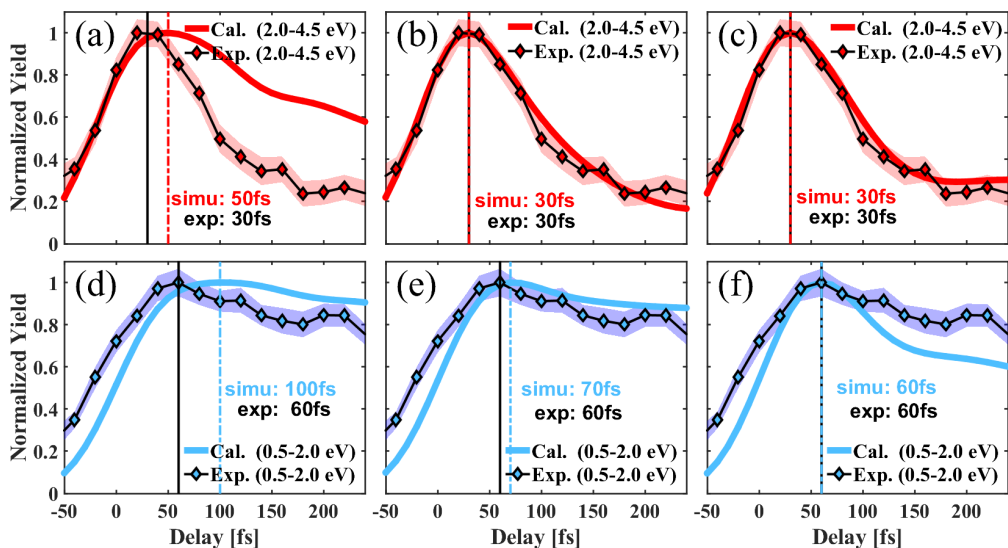 (a)
Cal. (2.0-4.5 eV)
Exp. (2.0-4.5 eV)
simu: 50fs
exp: 30fs
Normalized Yield
1
0.8
0.6
0.4
0.2
0
(b)
Cal. (2.0-4.5 eV)
Exp. (2.0-4.5 eV)
simu: 30fs
exp: 30fs
(c)
Cal. (2.0-4.5 eV)
Exp. (2.0-4.5 eV)
simu: 30fs
exp: 30fs
(d)
simu: 100fs
exp: 60fs
Cal. (0.5-2.0 eV)
Exp. (0.5-2.0 eV)
Normalized Yield
1
0.8
0.6
0.4
0.2
0
-50 0 50 100 150 200
Delay [fs]
(e)
simu: 70fs
exp: 60fs
Cal. (0.5-2.0 eV)
Exp. (0.5-2.0 eV)
-50 0 50 100 150 200
Delay [fs]
(f)
simu: 60fs
exp: 60fs
Cal. (0.5-2.0 eV)
Exp. (0.5-2.0 eV)
-50 0 50 100 150 200
Delay [fs]